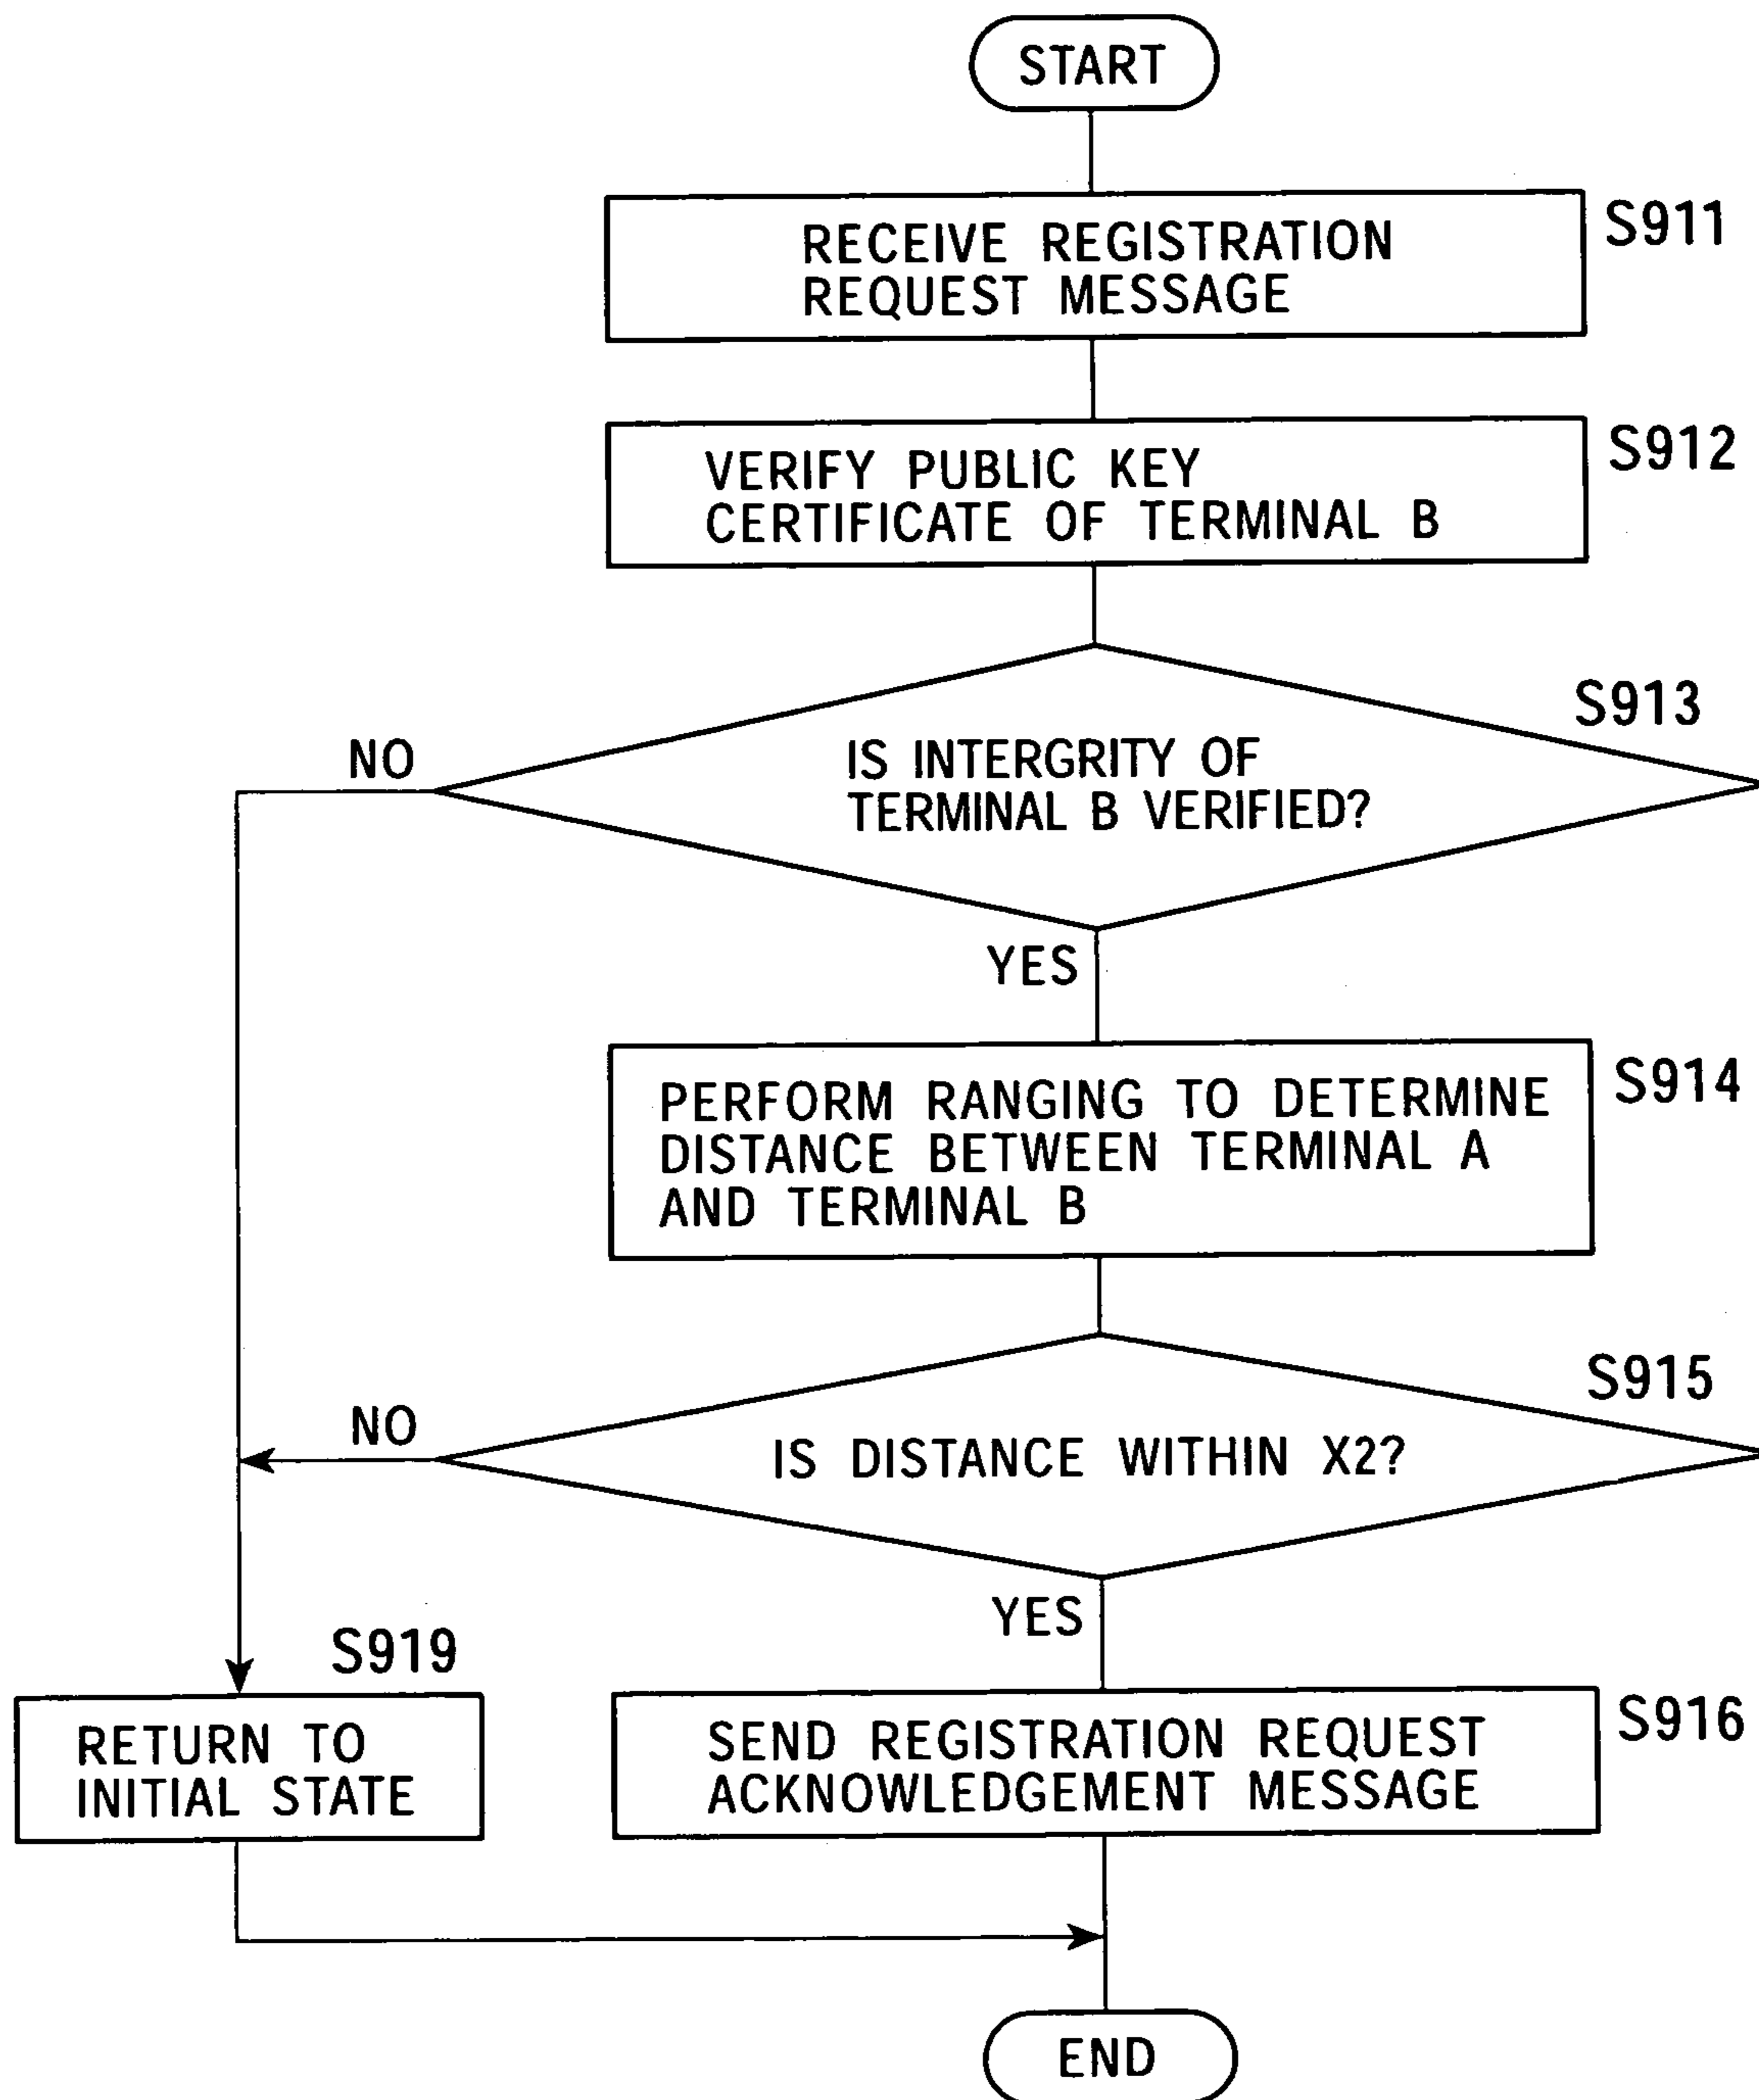 START
RECEIVE REGISTRATION
REQUEST MESSAGE
S911
VERIFY PUBLIC KEY
CERTIFICATE OF TERMINAL B
S912
S913
NO
IS INTERGRITY OF
TERMINAL B VERIFIED?
YES
PERFORM RANGING TO DETERMINE
DISTANCE BETWEEN TERMINAL A
AND TERMINAL B
S914
S915
NO
IS DISTANCE WITHIN X2?
YES
S919
RETURN TO
INITIAL STATE
SEND REGISTRATION REQUEST
ACKNOWLEDGEMENT MESSAGE
S916
END